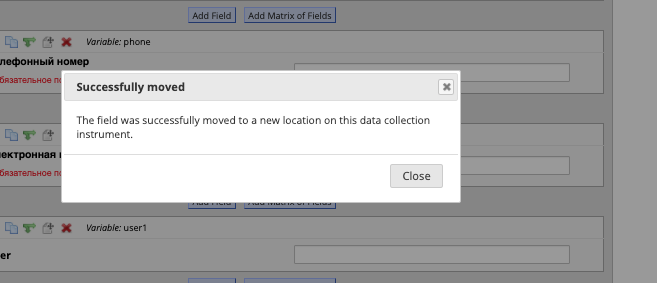 Add Field Add Matrix of Fields
Variable: phone
лефонный номер
бязательное по
Successfully moved
The field was successfully moved to a new location on this data collection
instrument.
ектронная
бязательное по
Close
Add Field Add Matrix of Fields
Variable: user1
er